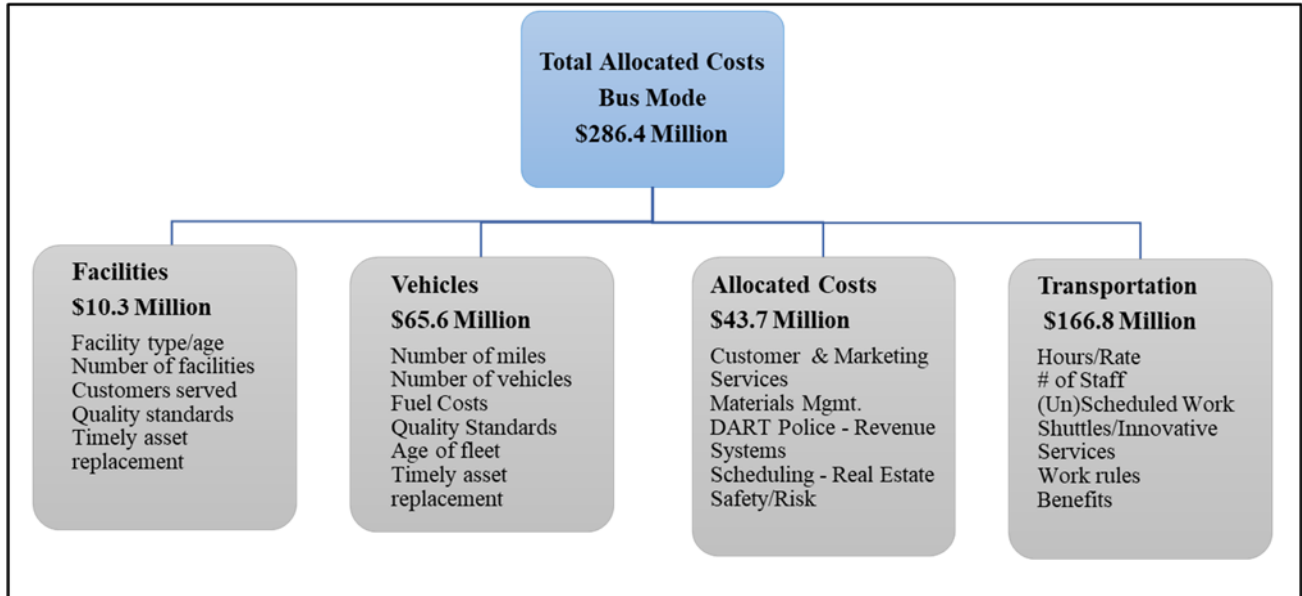 Total Allocated Costs
Bus Mode
$286.4 Million
Facilities
$10.3 Million
Facility type/age
Number of facilities
Customers served
Quality standards
Timely asset
replacement
Vehicles
$65.6 Million
Number of miles
Number of vehicles
Fuel Costs
Quality Standards
Age of fleet
Timely asset
replacement
Allocated Costs
$43.7 Million
Customer & Marketing
Services
Materials Mgmt.
DART Police - Revenue
Systems
Scheduling - Real Estate
Safety/Risk
Transportation
$166.8 Million
Hours/Rate
# of Staff
(Un)Scheduled Work
Shuttles/Innovative
Services
Work rules
Benefits